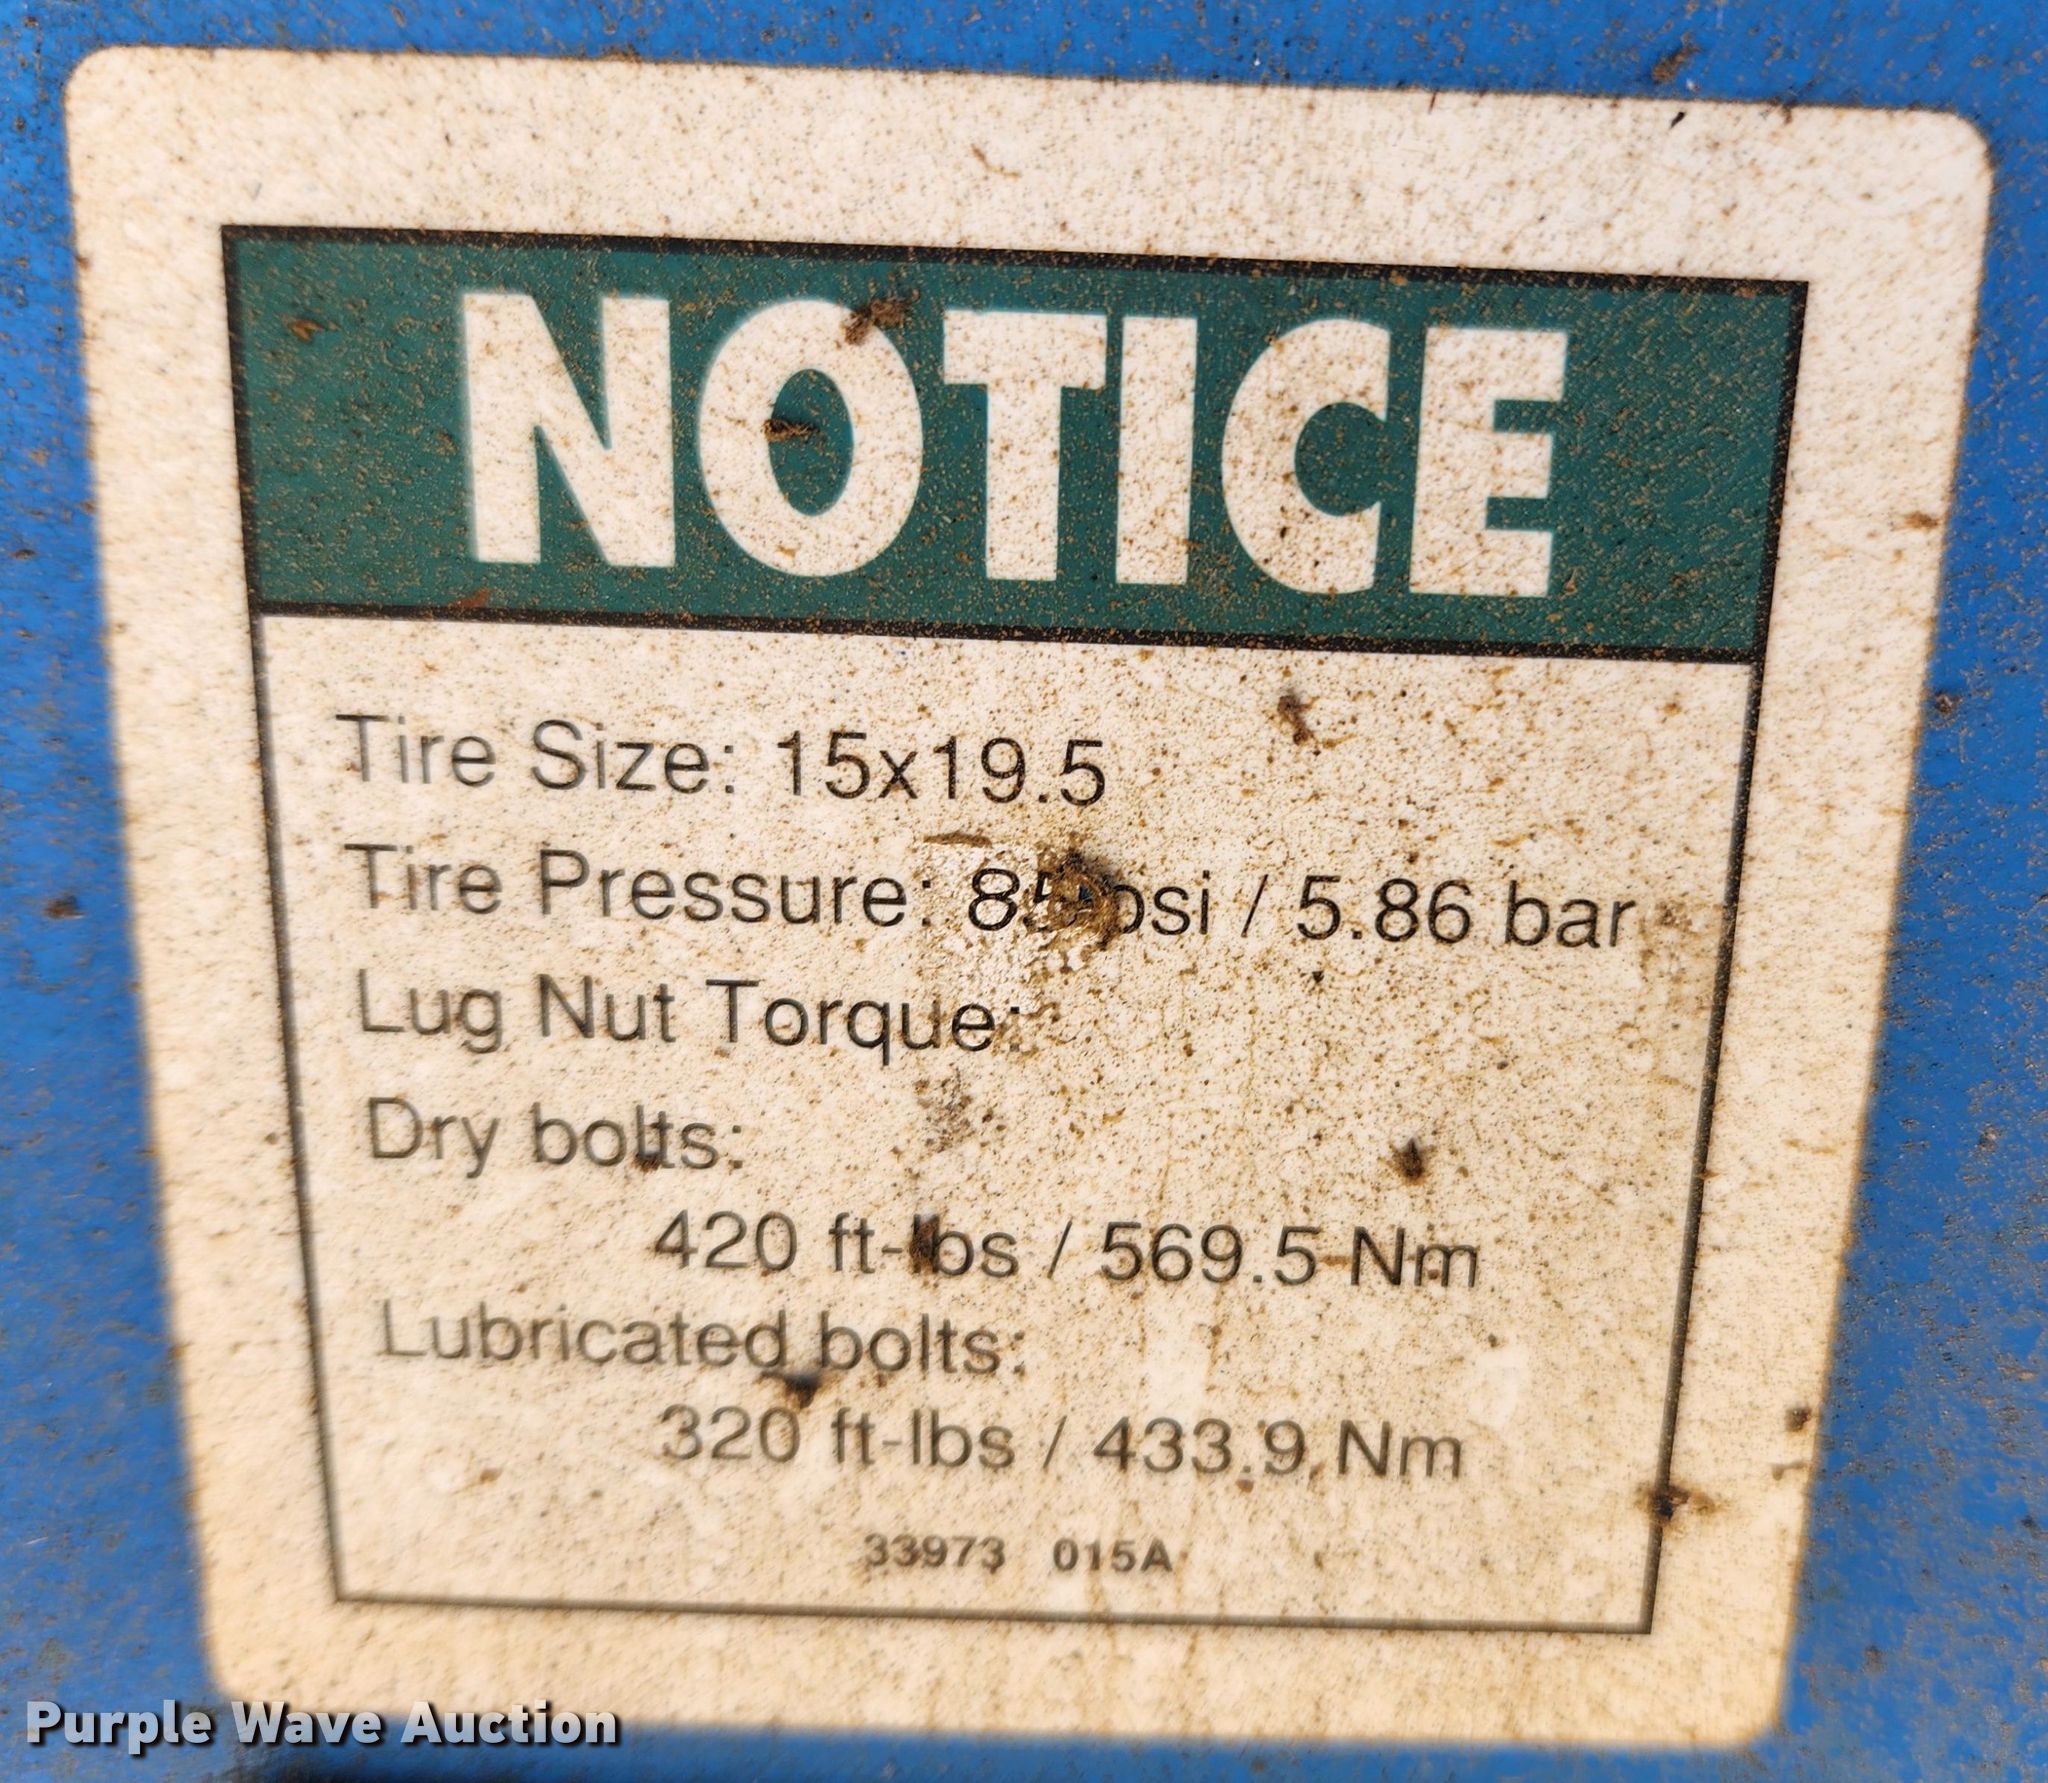 NOTICE
Tire Size: 15x19.5
Tire Pressure: 85 psi / 5.86 bar
Lug Nut Torque:
Dry bolts:
420 ft-lbs / 569.5 Nm
Lubricated bolts:
320 ft-lbs / 433.9 Nm
33973 015A
Purple Wave Auction